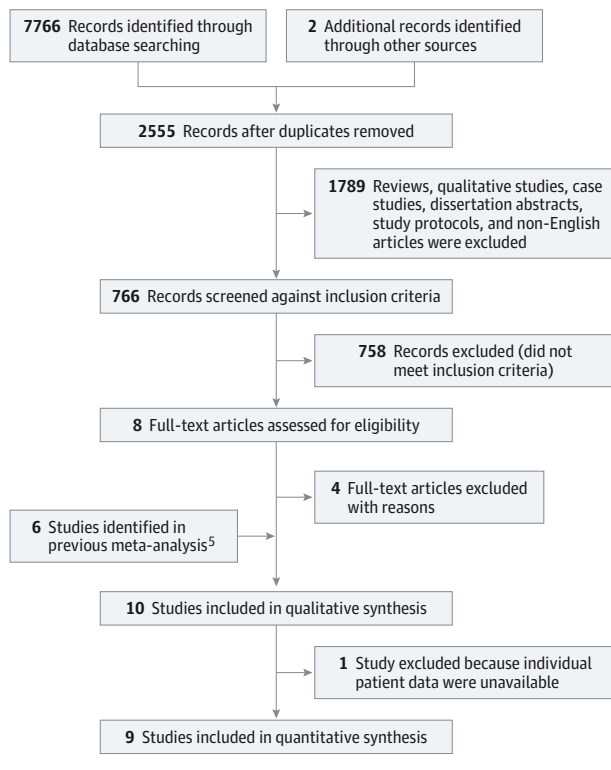 7766 Records identified through
database searching
2 Additional records identified
through other sources
2555 Records after duplicates removed
1789 Reviews, qualitative studies, case
studies, dissertation abstracts,
study protocols, and non-English
articles were excluded
766 Records screened against inclusion criteria
758 Records excluded (did not
meet inclusion criteria)
8 Full-text articles assessed for eligibility
4 Full-text articles excluded
with reasons
6 Studies identified in
previous meta-analysis5
10 Studies included in qualitative synthesis
1 Study excluded because individual
patient data were unavailable
9 Studies included in quantitative synthesis